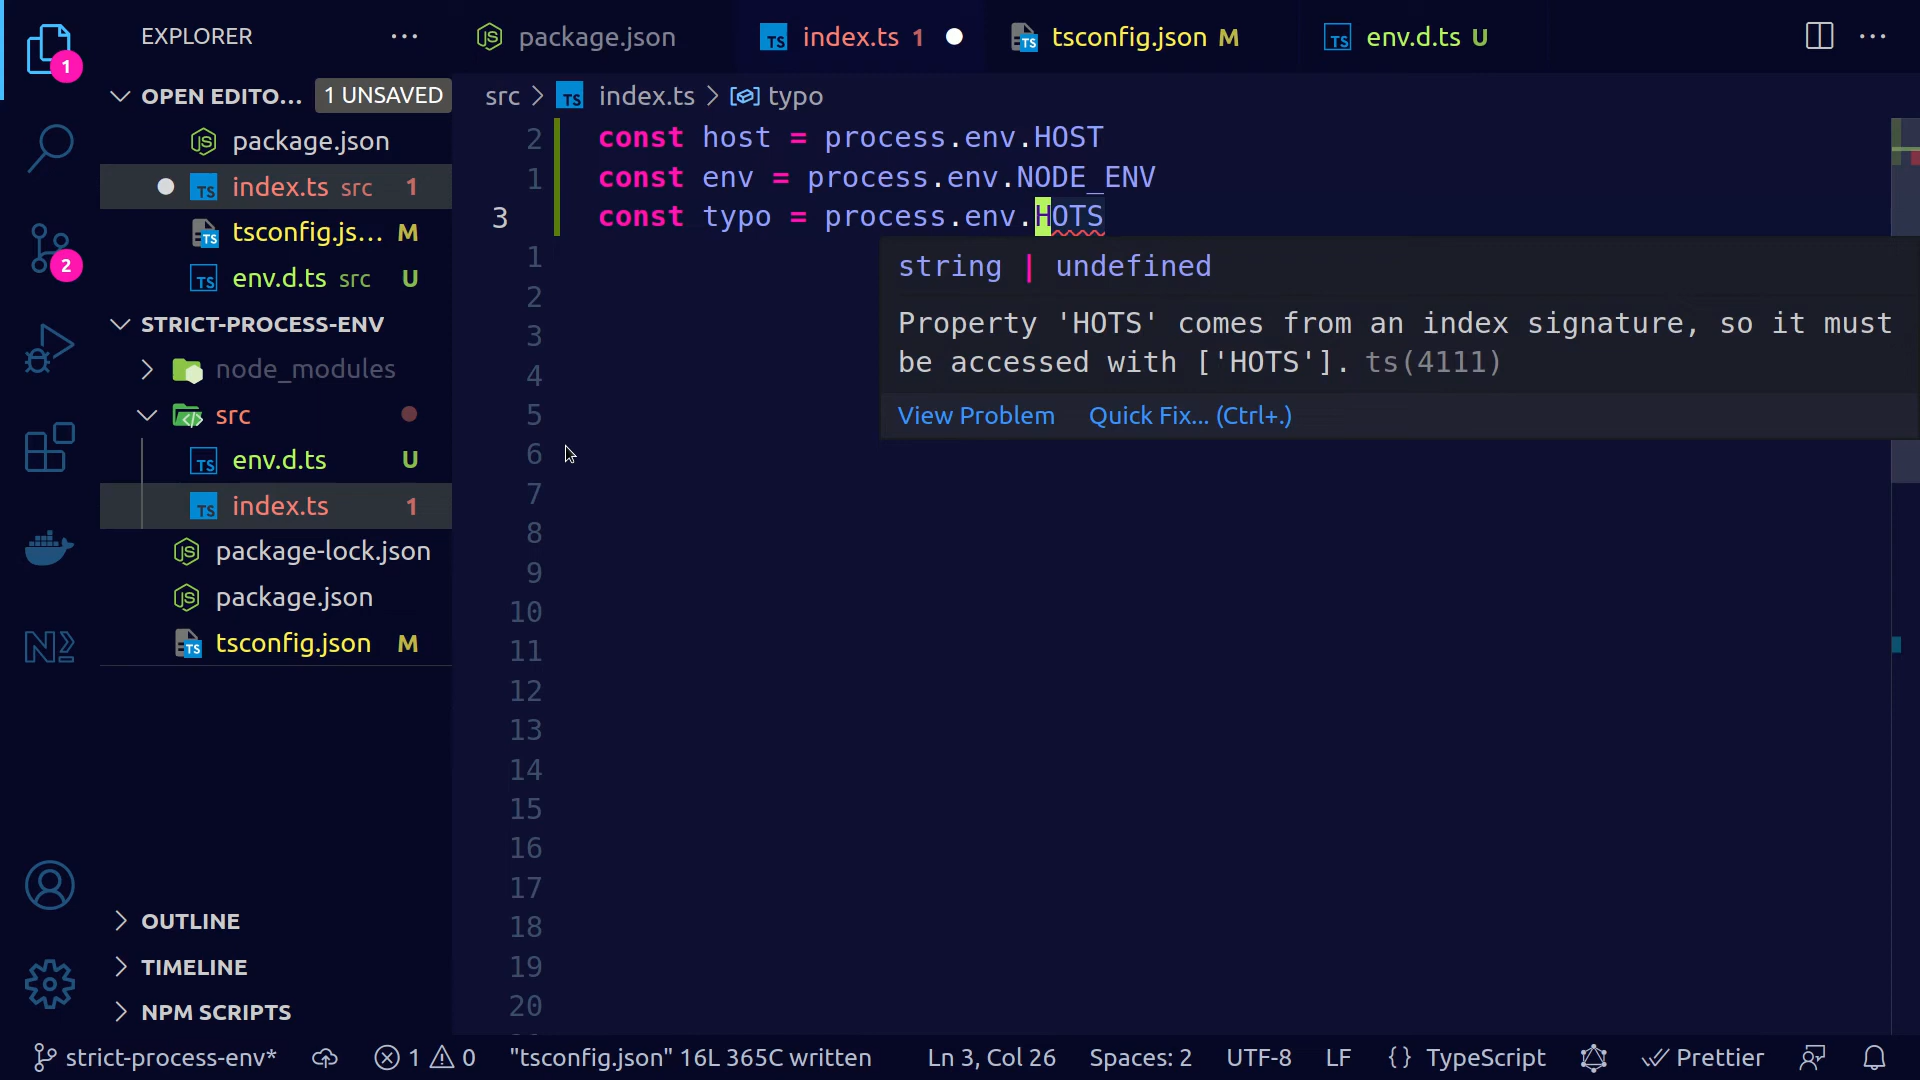 EXPLORER
package.json
index.ts 1
tsconfig.json M
env.d.ts U
1
OPEN EDITO... 1 UNSAVED
package.json
index.ts src 1
tsconfig.js... M
env.d.ts src U
2
STRICT-PROCESS-ENV
node_modules
src
env.d.ts U
index.ts 1
package-lock.json
package.json
tsconfig.json M
OUTLINE
TIMELINE
NPM SCRIPTS
src > index.ts > typo
2 const host = process.env.HOST
1 const env = process.env.NODE_ENV
3 const typo = process.env.HOTS
string | undefined
Property 'HOTS' comes from an index signature, so it must
be accessed with ['HOTS']. ts(4111)
View Problem Quick Fix... (Ctrl+.)
1
2
3
4
5
6
7
8
9
10
11
12
13
14
15
16
17
18
19
20
strict-process-env* 1 0 "tsconfig.json" 16L 365C written Ln 3, Col 26 Spaces: 2 UTF-8 LF {} TypeScript Prettier